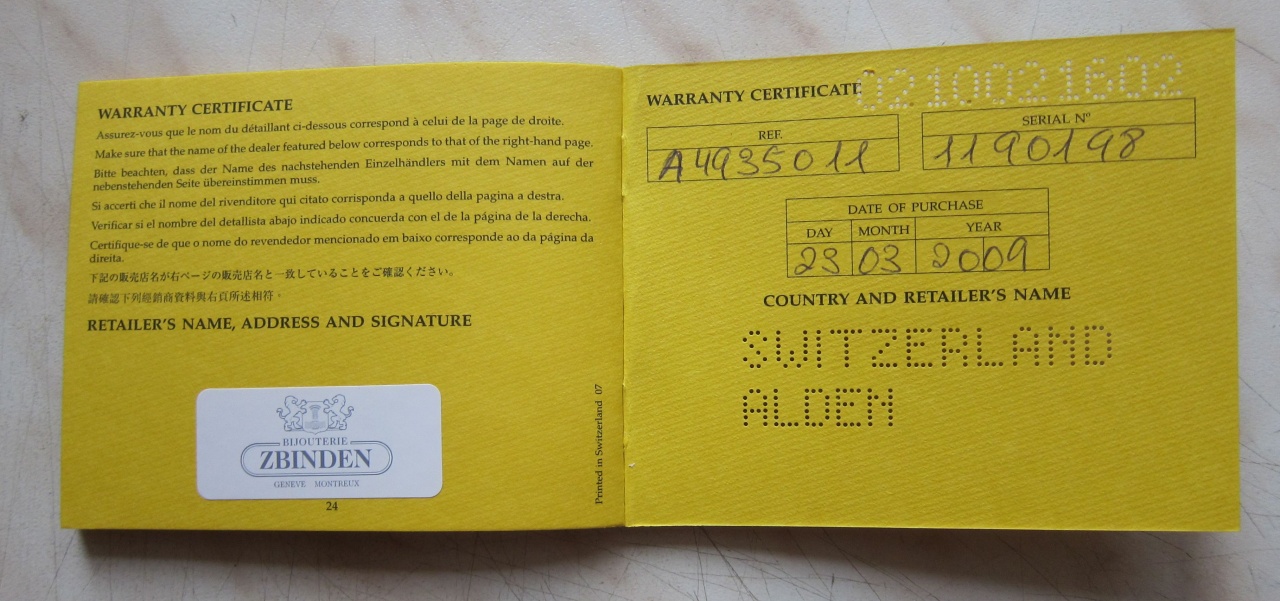 WARRANTY CERTIFICATE
Assurez-vous que le nom du détaillant ci-dessous correspond à celui de la page de droite.
Make sure that the name of the dealer featured below corresponds to that of the right-hand page.
Bitte beachten, dass der Name des nachstehenden Einzelhändlers mit dem Namen auf der
nebenstehenden Seite übereinstimmen muss.
Si accerti che il nome del rivenditore qui citato corrisponda a quello della pagina a destra.
Verificar si el nombre del detallista abajo indicado concuerda con el de la página de la derecha.
Certifique-se de que o nome do revendedor mencionado em baixo corresponde ao da página da
direita.
下記の販売店名が右ページの販売店名と一致していることをご確認ください。
請確認下列經銷商資料與右頁所述相符。
RETAILER'S NAME, ADDRESS AND SIGNATURE
BIJOUTERIE
ZBINDEN
GENEVE MONTREUX
24
Printed in Switzerland 07
WARRANTY CERTIFICATE 0210021602
REF.
A4935011
SERIAL Nº
1190198
DATE OF PURCHASE
DAY MONTH YEAR
23 03 2009
COUNTRY AND RETAILER'S NAME
SWITZERLAND
ALDEN